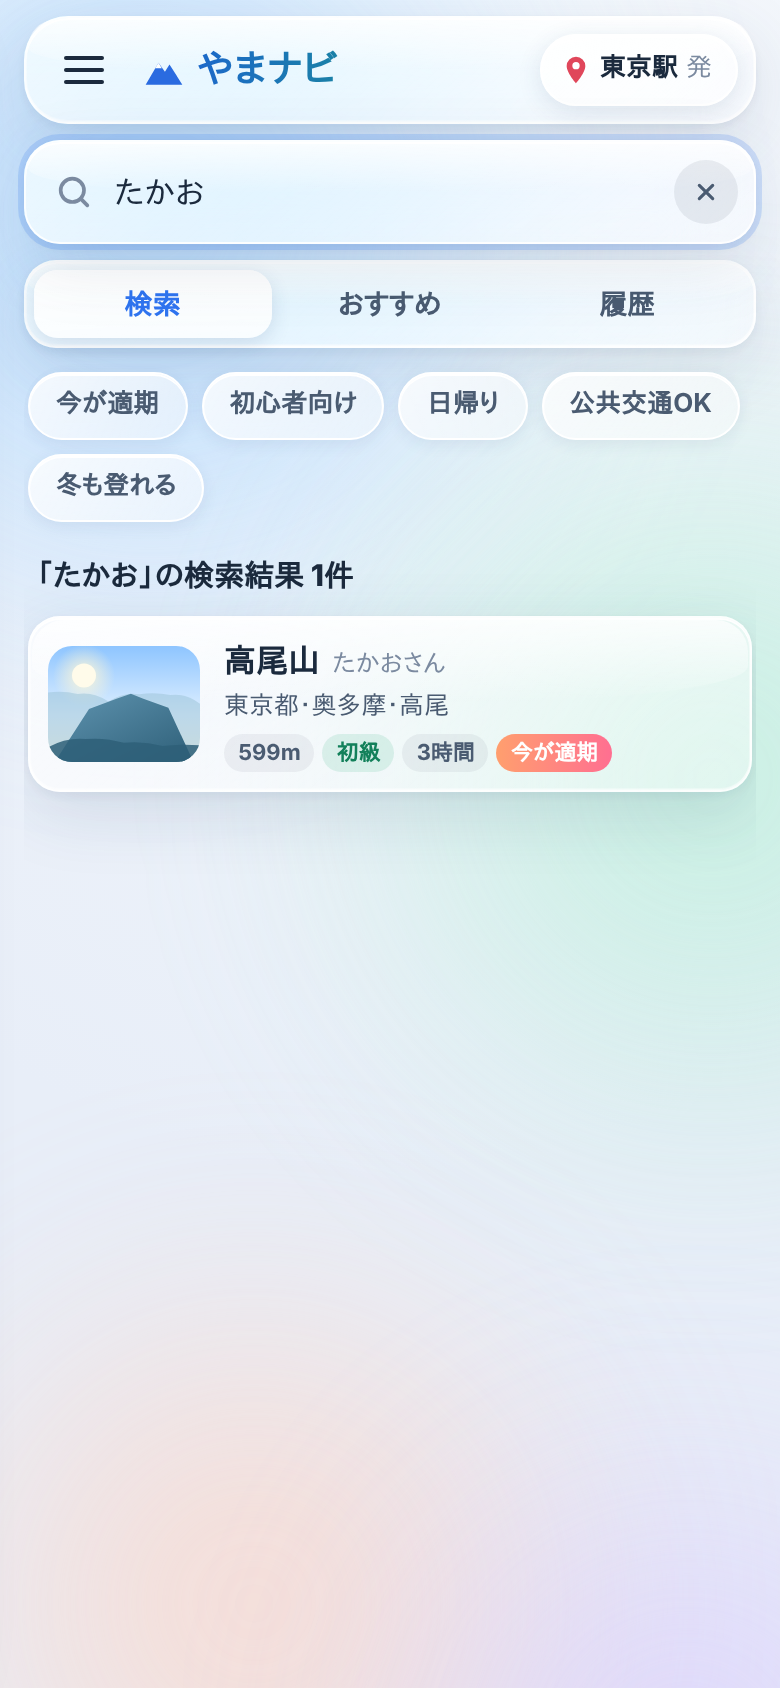 やまナビ
東京駅 発
たかお
検索 おすすめ 履歴
今が適期 初心者向け 日帰り 公共交通OK
冬も登れる
「たかお」の検索結果 1件
高尾山 たかおさん
東京都・奥多摩・高尾
599m 初級 3時間 今が適期